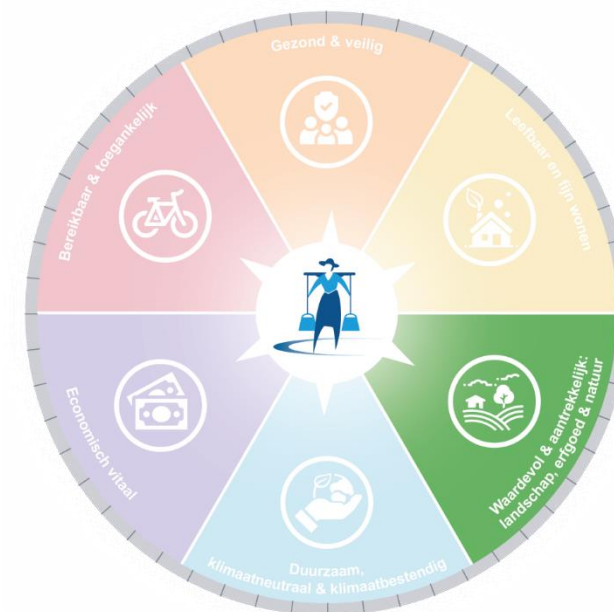 Gezond & veilig
Leefbaar en fijn wonen
Waardevol & aantrekkelijk:
landschap, erfgoed & natuur
Duurzaam,
klimaatneutraal & klimaatbestendig
Economisch vitaal
Bereikbaar & toegankelijk